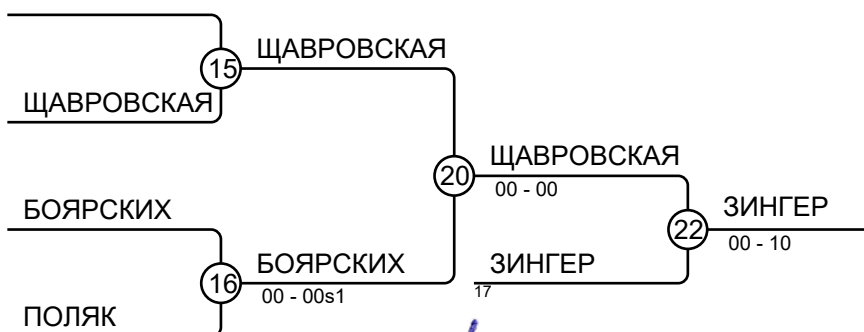 15
ЩАВРОВСКАЯ
ЩАВРОВСКАЯ
20
ЩАВРОВСКАЯ
00 - 00
БОЯРСКИХ
22
ЗИНГЕР
00 - 10
16
БОЯРСКИХ
00 - 00s1
ЗИНГЕР
17
ПОЛЯК